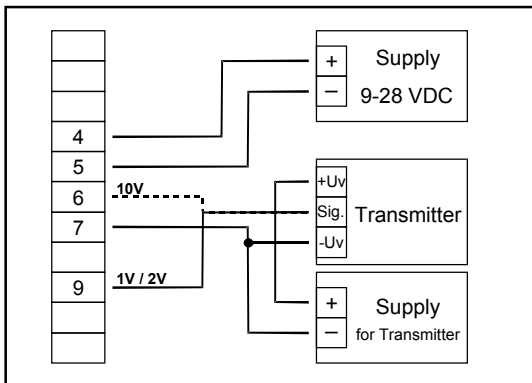 4
5
6
7
9
10V
1V / 2V
+
−
Supply
9-28 VDC
+Uv
Sig.
-Uv
Transmitter
+
−
Supply
for Transmitter